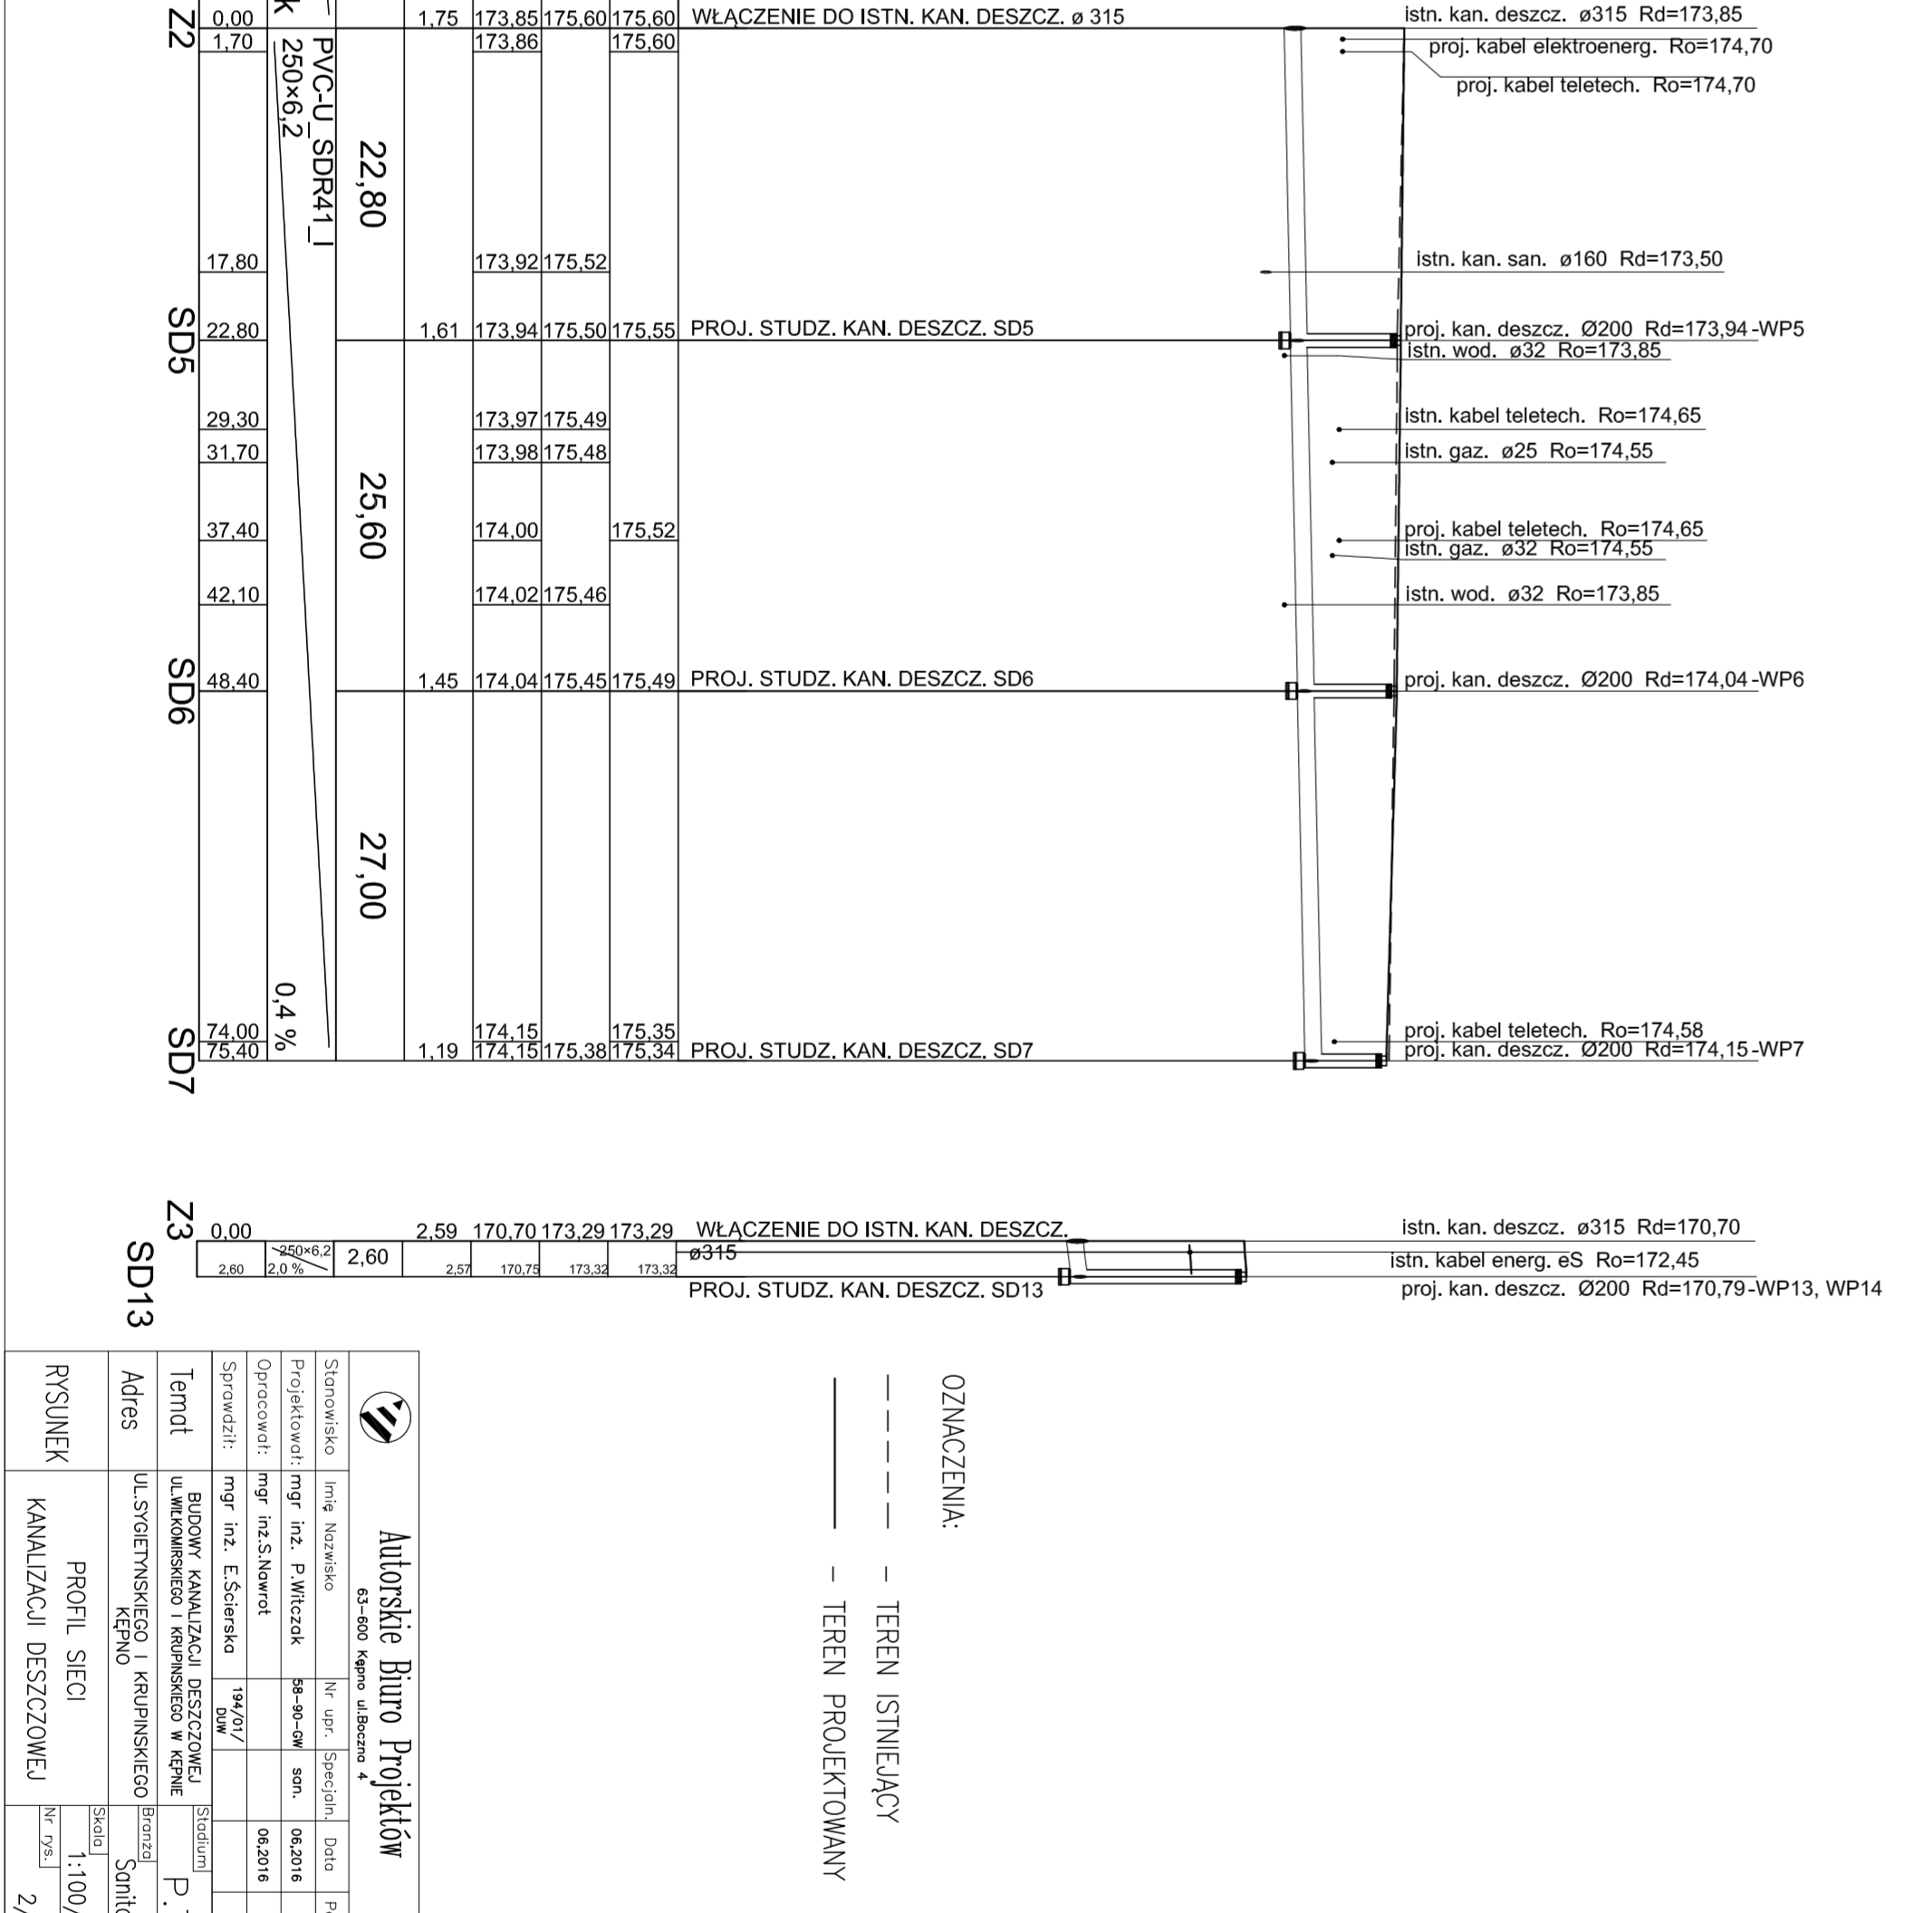 Z2
0,00
1,75
173,85
175,60
175,60
WŁĄCZENIE DO ISTN. KAN. DESZCZ. ø 315
istn. kan. deszcz. ø315 Rd=173,85
1,70
173,86
175,60
proj. kabel elektroenerg. Ro=174,70
proj. kabel teletech. Ro=174,70
k
PVC-U_SDR41_I
250×6,2
22,80
17,80
173,92
175,52
istn. kan. san. ø160 Rd=173,50
SD5
22,80
1,61
173,94
175,50
175,55
PROJ. STUDZ. KAN. DESZCZ. SD5
proj. kan. deszcz. Ø200 Rd=173,94-WP5
istn. wod. ø32 Ro=173,85
29,30
173,97
175,49
istn. kabel teletech. Ro=174,65
31,70
173,98
175,48
istn. gaz. ø25 Ro=174,55
25,60
37,40
174,00
175,52
proj. kabel teletech. Ro=174,65
istn. gaz. ø32 Ro=174,55
42,10
174,02
175,46
istn. wod. ø32 Ro=173,85
SD6
48,40
1,45
174,04
175,45
175,49
PROJ. STUDZ. KAN. DESZCZ. SD6
proj. kan. deszcz. Ø200 Rd=174,04-WP6
27,00
0,4 %
74,00
174,15
175,35
proj. kabel teletech. Ro=174,58
SD7
75,40
1,19
174,15
175,38
175,34
PROJ. STUDZ. KAN. DESZCZ. SD7
proj. kan. deszcz. Ø200 Rd=174,15-WP7
Z3
0,00
2,59
170,70
173,29
173,29
WŁĄCZENIE DO ISTN. KAN. DESZCZ.
ø315
istn. kan. deszcz. ø315 Rd=170,70
250×6,2
2,0 %
2,60
istn. kabel energ. eS Ro=172,45
SD13
2,60
2,57
170,75
173,32
173,32
PROJ. STUDZ. KAN. DESZCZ. SD13
proj. kan. deszcz. Ø200 Rd=170,79-WP13, WP14
OZNACZENIA:
– TEREN ISTNIEJĄCY
– TEREN PROJEKTOWANY
Autorskie Biuro Projektów
63-600 Kępno ul.Boczna 4
Stanowisko Imię Nazwisko Nr upr. Specjaln. Data
Projektował: mgr inż. P.Witczak 58-90-GW san. 06,2016
Opracował: mgr inż.S.Nawrot 06,2016
Sprawdził: mgr inż. E.Ścierska 194/01/
DUW
Temat
BUDOWY KANALIZACJI DESZCZOWEJ
UL.WIŁKOMIRSKIEGO I KRUPINSKIEGO W KĘPNIE
Stadium
P.
Adres
UL.SYGIETYNSKIEGO I KRUPINSKIEGO
KĘPNO
Branża
RYSUNEK
PROFIL SIECI
KANALIZACJI DESZCZOWEJ
Skala
1:100/
Nr rys.
2/